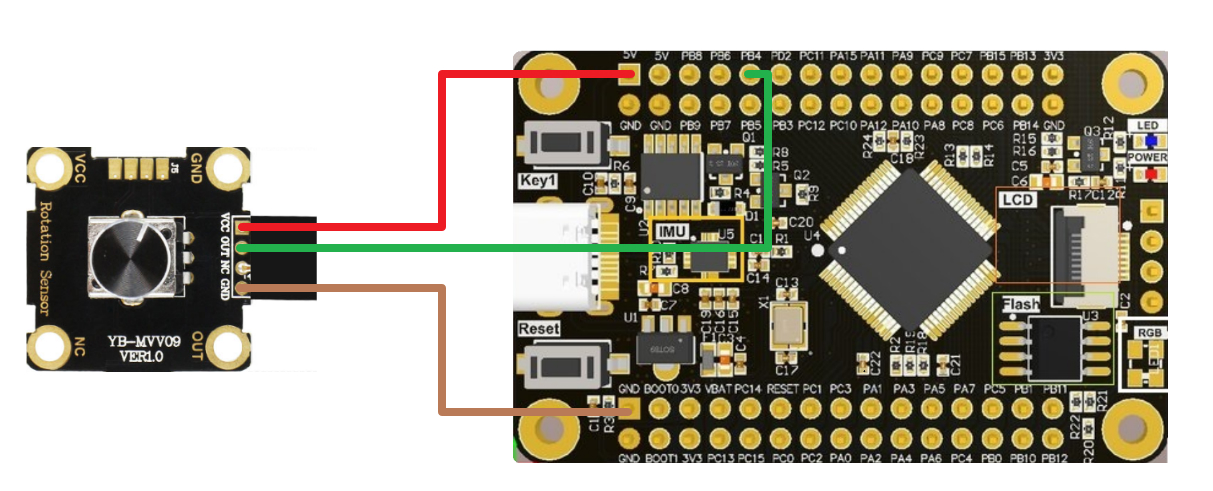 VCC
J5
GND
Rotation Sensor
VCC OUT NC GND
NC
YB-MVV09
VER1.0
OUT
5V 5V PB8 PB6 PB4 PD2 PC11 PA15 PA11 PA9 PC9 PC7 PB15 PB13 3V3
GND GND PB9 PB7 PB5 PB3 PC12 PC10 PA12 PA10 PA8 PC8 PC6 PB14 GND
Key1
C10
R6
C9
U2
Q1
R8
R5
R4
D1
Q2
R9
C20
IMU
U5
C14
R1
C8
C7
U1
C19
C16
C15
C4
X1
C13
C17
R24
C18
R23
U4
R13
R14
R15
R16
C5
C6
Q3
R12
R17
C12
LED
POWER
LCD
C2
Flash
U3
RGB
LED1
Reset
C22
C21
GND BOOT0 3V3 VBAT PC14 RESET PC1 PC3 PA1 PA3 PA5 PA7 PC5 PB1 PB11
R21
R22
R20
GND BOOT1 3V3 PC13 PC15 PC0 PC2 PA0 PA2 PA4 PA6 PC4 PB0 PB10 PB12